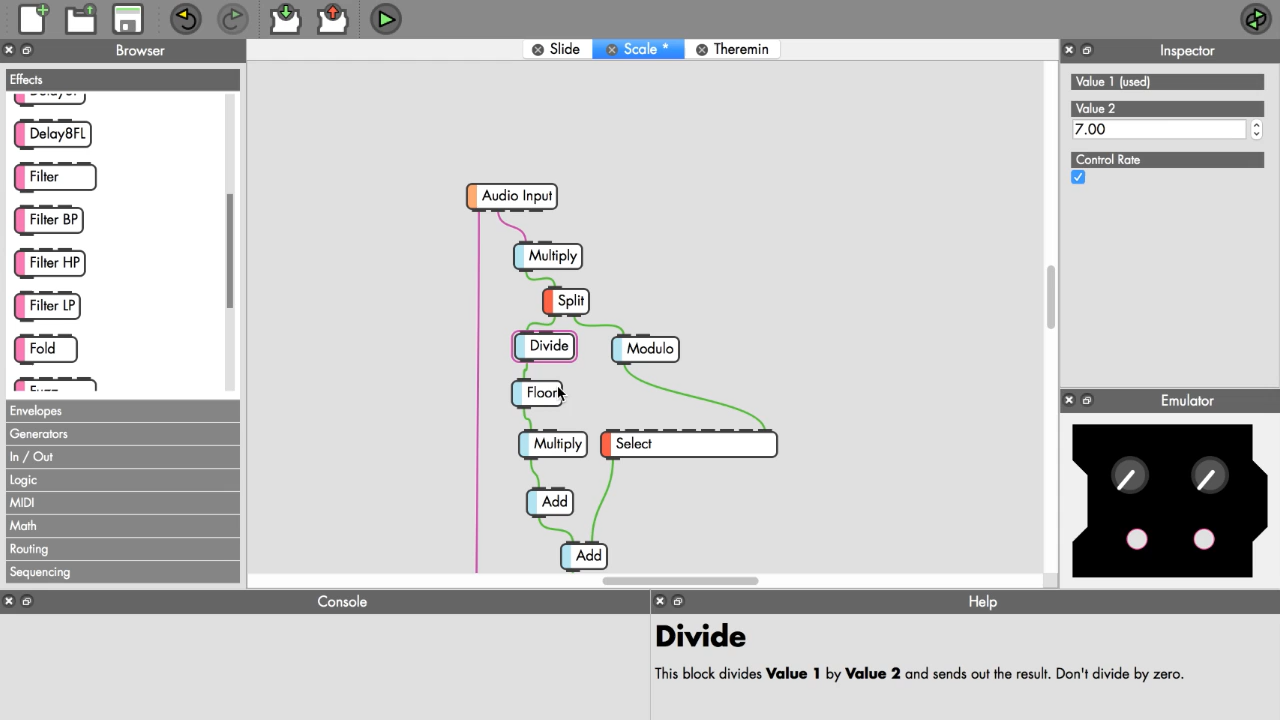 Browser
Slide
Scale *
Theremin
Inspector
Effects
Delay8FL
Filter
Filter BP
Filter HP
Filter LP
Fold
Envelopes
Generators
In / Out
Logic
MIDI
Math
Routing
Sequencing
Audio Input
Multiply
Split
Divide
Modulo
Floor
Multiply
Select
Add
Add
Value 1 (used)
Value 2
7.00
Control Rate
Emulator
Console
Help
Divide
This block divides Value 1 by Value 2 and sends out the result. Don't divide by zero.